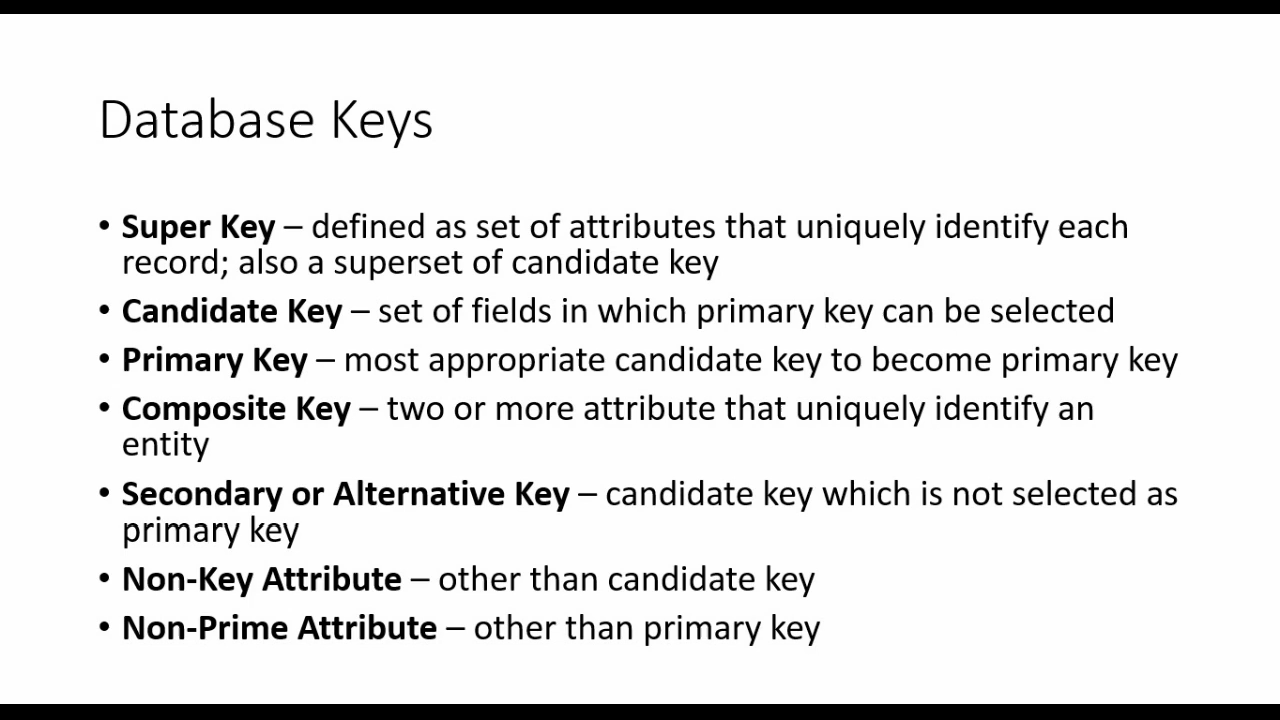 Database Keys
• Super Key – defined as set of attributes that uniquely identify each
record; also a superset of candidate key
• Candidate Key – set of fields in which primary key can be selected
• Primary Key – most appropriate candidate key to become primary key
• Composite Key – two or more attribute that uniquely identify an
entity
• Secondary or Alternative Key – candidate key which is not selected as
primary key
• Non-Key Attribute – other than candidate key
• Non-Prime Attribute – other than primary key